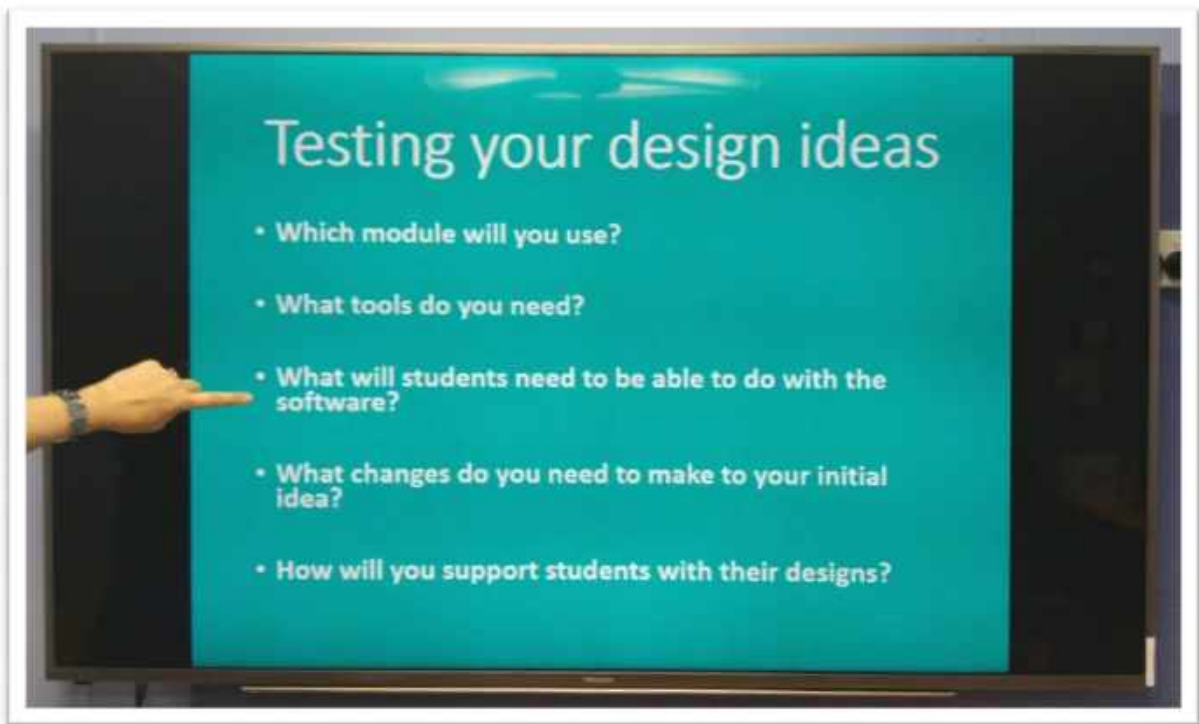 Testing your design ideas
• Which module will you use?
• What tools do you need?
• What will students need to be able to do with the
software?
• What changes do you need to make to your initial
idea?
• How will you support students with their designs?